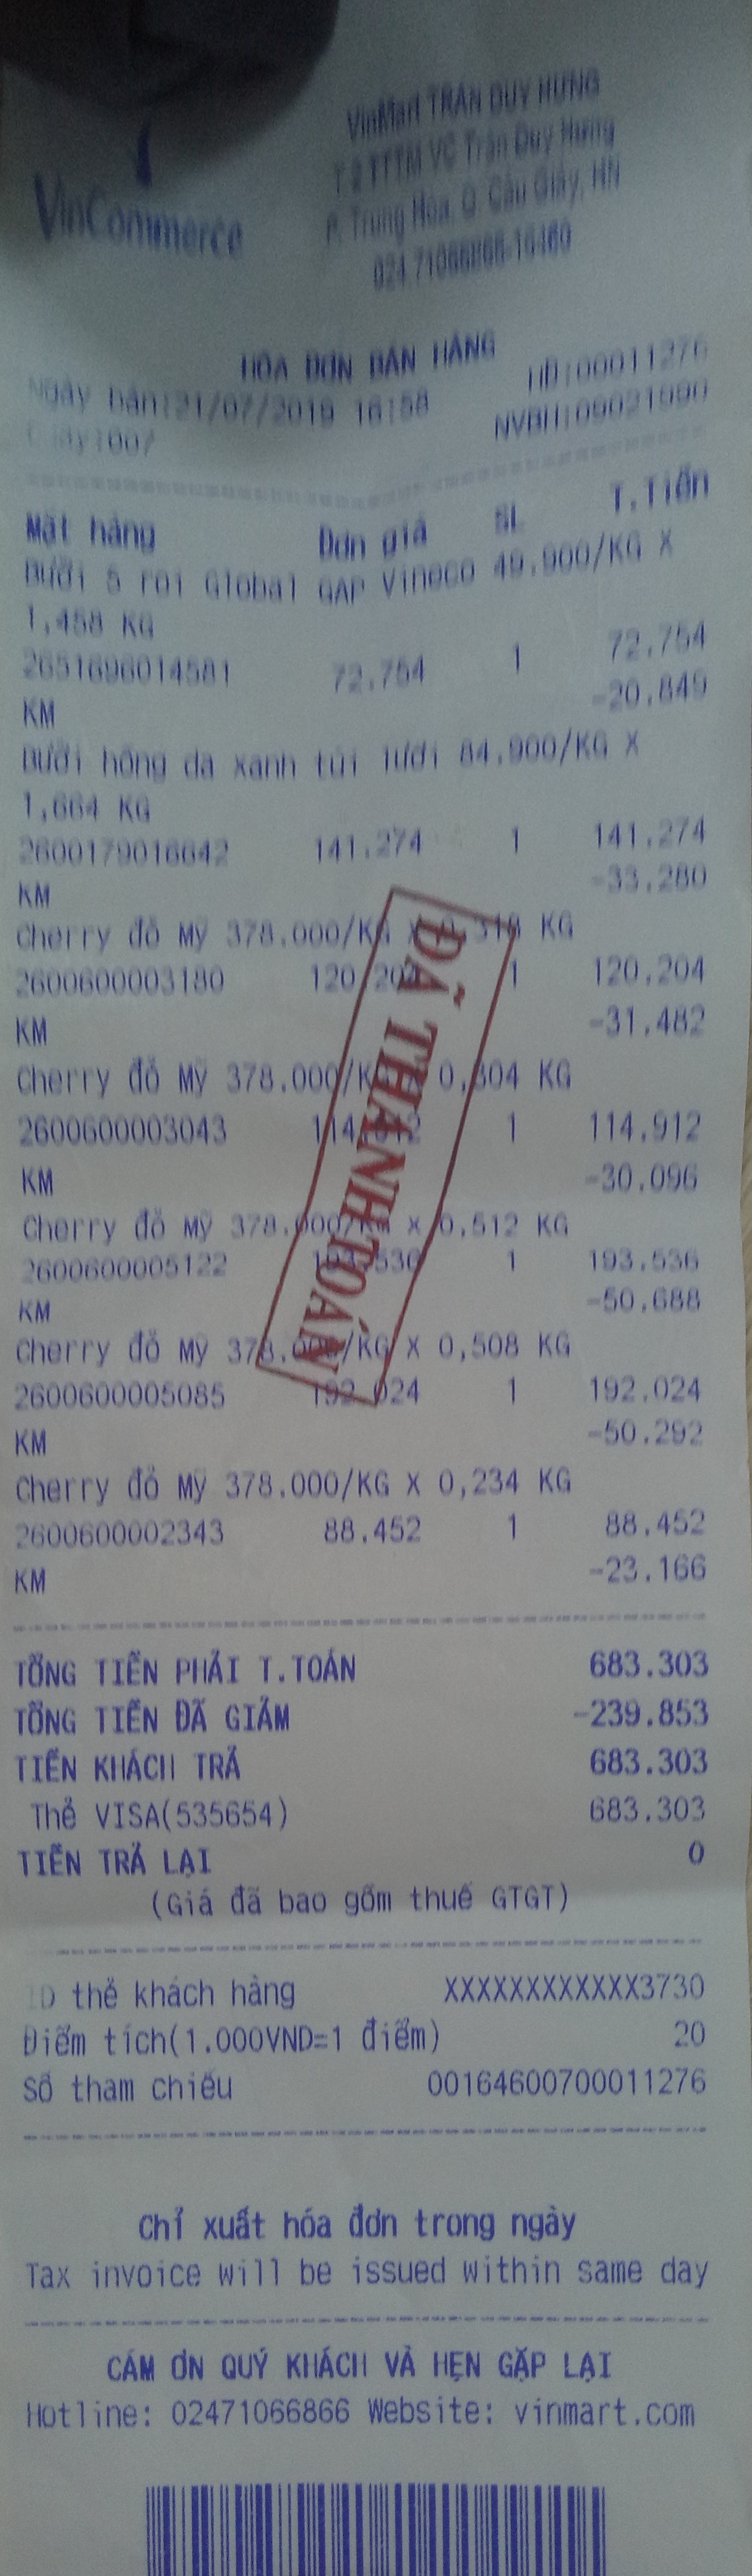 VinCommerce
VinMart TRẦN DUY HƯNG
T.2 TTTM VC Trần Duy Hưng
P. Trung Hòa, Q. Cầu Giấy, HN
024.71066866-16460
HÓA ĐƠN BÁN HÀNG
Ngày bán:21/07/2019 16:58 HĐ:00011276
Quầy:007 NVBH:09021990
Mặt hàng Đơn giá SL T.Tiền
Bưởi 5 roi Global GAP Vineco 49.900/KG X
1,458 KG
2651696014581 72.754 1 72.754
KM -20.849
Bưởi hồng da xanh túi lưới 84.900/KG X
1,664 KG
2600179016642 141.274 1 141.274
KM -33.280
Cherry đỏ Mỹ 378.000/KG X 0,318 KG
2600600003180 120.204 1 120.204
KM -31.482
Cherry đỏ Mỹ 378.000/KG X 0,304 KG
2600600003043 114.912 1 114.912
KM -30.096
Cherry đỏ Mỹ 378.000/KG X 0,512 KG
2600600005122 193.536 1 193.536
KM -50.688
Cherry đỏ Mỹ 378.000/KG X 0,508 KG
2600600005085 192.024 1 192.024
KM -50.292
Cherry đỏ Mỹ 378.000/KG X 0,234 KG
2600600002343 88.452 1 88.452
KM -23.166
ĐÃ THANH TOÁN
TỔNG TIỀN PHẢI T.TOÁN 683.303
TỔNG TIỀN ĐÃ GIẢM -239.853
TIỀN KHÁCH TRẢ 683.303
Thẻ VISA(535654) 683.303
TIỀN TRẢ LẠI 0
(Giá đã bao gồm thuế GTGT)
ID thẻ khách hàng XXXXXXXXXXXX3730
Điểm tích(1.000VND=1 điểm) 20
Số tham chiếu 00164600700011276
Chỉ xuất hóa đơn trong ngày
Tax invoice will be issued within same day
CẢM ƠN QUÝ KHÁCH VÀ HẸN GẶP LẠI
Hotline: 02471066866 Website: vinmart.com